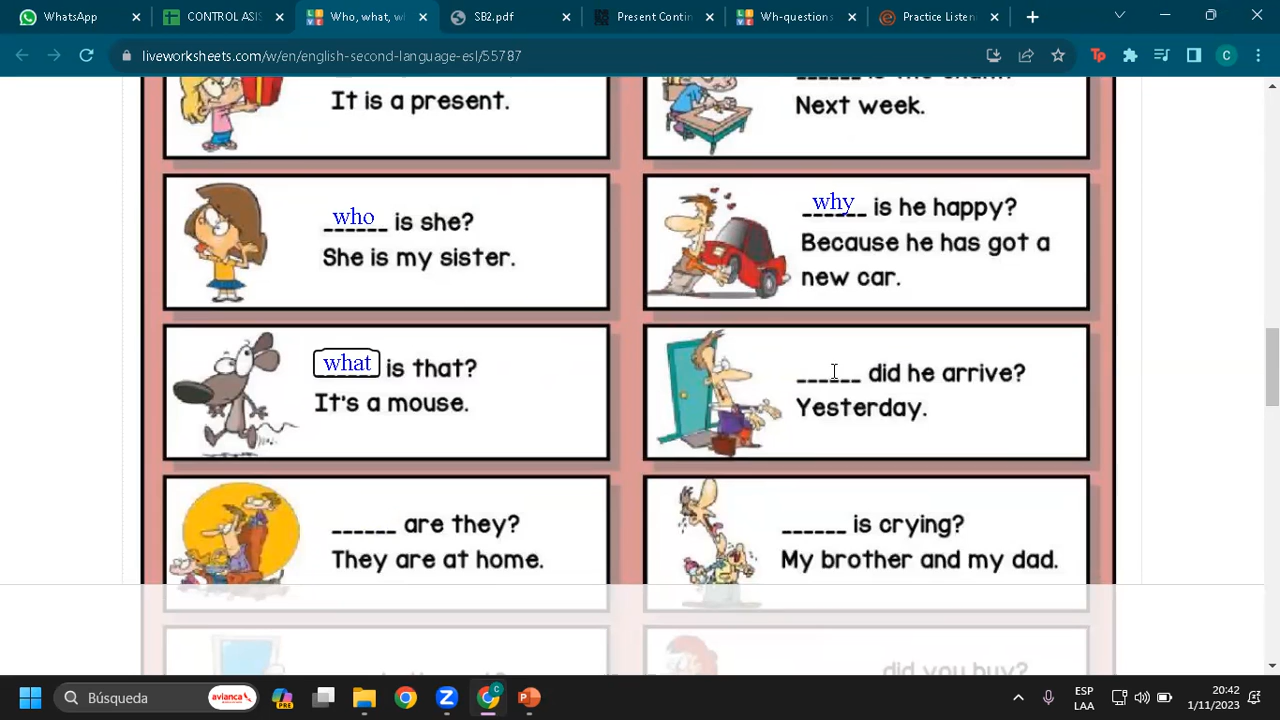 WhatsApp
CONTROL ASIS
Who, what, w
SB2.pdf
Present Contin
Wh-questions
Practice Listeni
liveworksheets.com/w/en/english-second-language-esl/55787
It is a present.
Next week.
who is she?
She is my sister.
why is he happy?
Because he has got a
new car.
what is that?
It's a mouse.
______ did he arrive?
Yesterday.
______ are they?
They are at home.
______ is crying?
My brother and my dad.
did you buy?
Búsqueda
avianca
PRE
ESP
LAA
20:42
1/11/2023